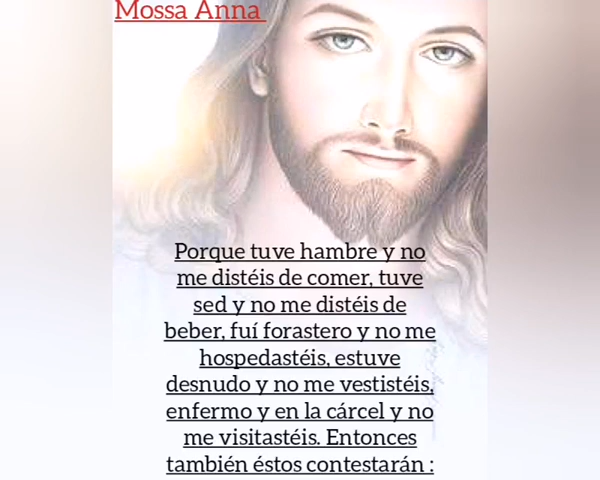 Mossa Anna
Porque tuve hambre y no
me distéis de comer, tuve
sed y no me distéis de
beber, fuí forastero y no me
hospedastéis, estuve
desnudo y no me vestistéis,
enfermo y en la cárcel y no
me visitastéis. Entonces
también éstos contestarán :